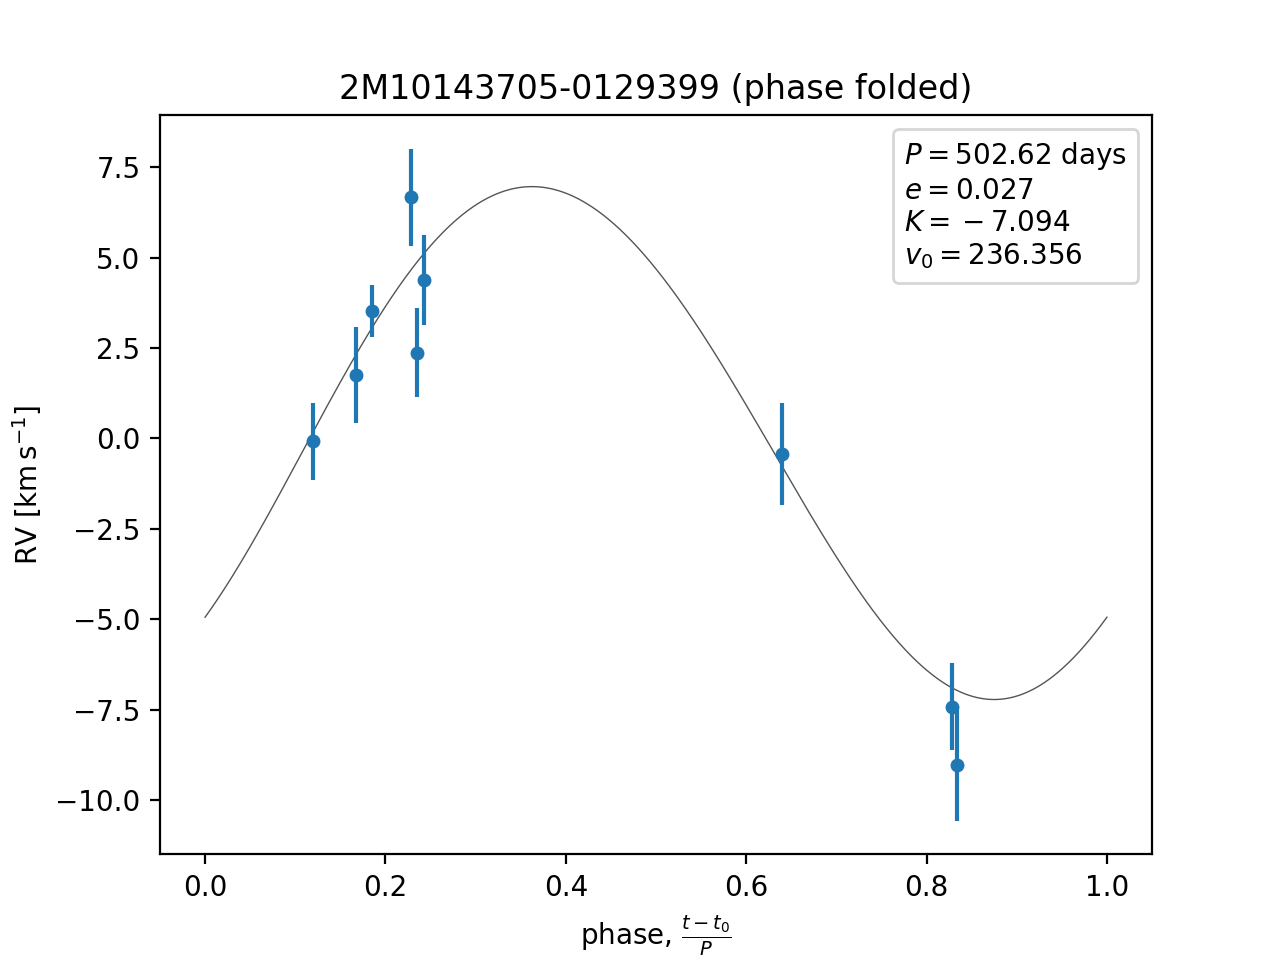 2M10143705-0129399 (phase folded)
P = 502.62 days
e = 0.027
K = −7.094
v₀ = 236.356
RV [km s⁻¹]
7.5
5.0
2.5
0.0
−2.5
−5.0
−7.5
−10.0
0.0 0.2 0.4 0.6 0.8 1.0
phase, (t − t₀)/P